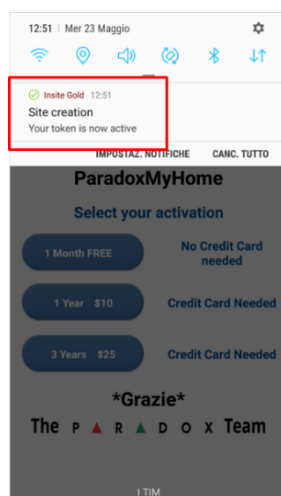 12:51 | Mer 23 Maggio
Insite Gold 12:51
Site creation
Your token is now active
IMPOSTAZ. NOTIFICHE CANC. TUTTO
ParadoxMyHome
Select your activation
1 Month FREE
No Credit Card
needed
1 Year $10
Credit Card Needed
3 Years $25
Credit Card Needed
*Grazie*
The PARADOX Team
I TIM